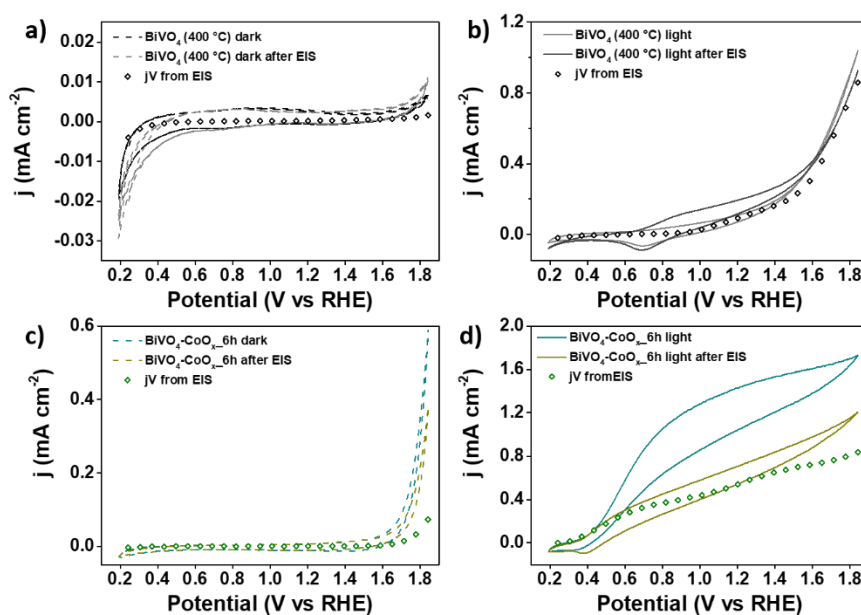 a)
BiVO₄ (400 °C) dark
BiVO₄ (400 °C) dark after EIS
jV from EIS
0.02
0.01
0.00
-0.01
-0.02
-0.03
j (mA cm⁻²)
0.2 0.4 0.6 0.8 1.0 1.2 1.4 1.6 1.8
Potential (V vs RHE)
b)
BiVO₄ (400 °C) light
BiVO₄ (400 °C) light after EIS
jV from EIS
1.2
0.8
0.4
0.0
j (mA cm⁻²)
0.2 0.4 0.6 0.8 1.0 1.2 1.4 1.6 1.8
Potential (V vs RHE)
c)
BiVO₄-CoOₓ_6h dark
BiVO₄-CoOₓ_6h after EIS
jV from EIS
0.6
0.4
0.2
0.0
j (mA cm⁻²)
0.2 0.4 0.6 0.8 1.0 1.2 1.4 1.6 1.8
Potential (V vs RHE)
d)
BiVO₄-CoOₓ_6h light
BiVO₄-CoOₓ_6h light after EIS
jV fromEIS
2.0
1.6
1.2
0.8
0.4
0.0
j (mA cm⁻²)
0.2 0.4 0.6 0.8 1.0 1.2 1.4 1.6 1.8
Potential (V vs RHE)